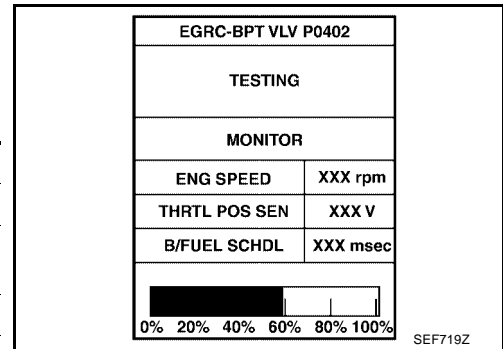 EGRC-BPT VLV P0402
TESTING
MONITOR
ENG SPEED XXX rpm
THRTL POS SEN XXX V
B/FUEL SCHDL XXX msec
0% 20% 40% 60% 80% 100%
SEF719Z